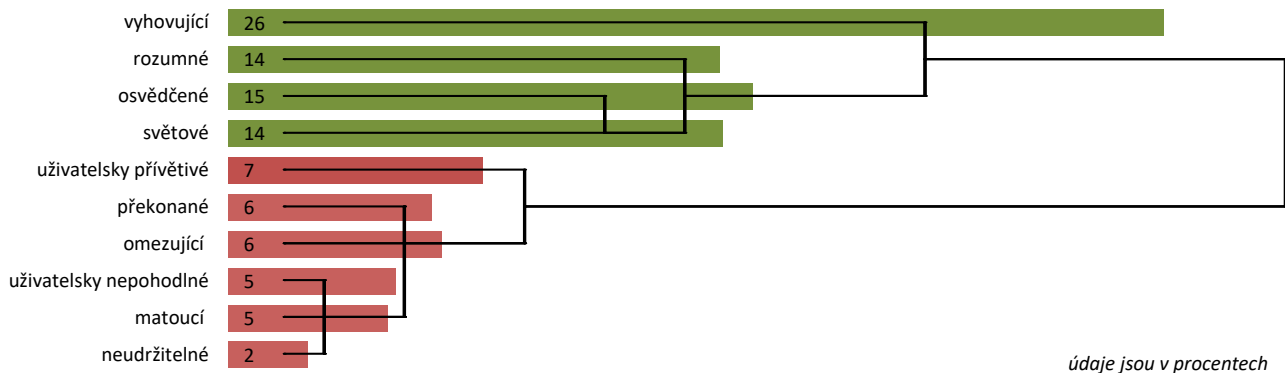 vyhovující 26
rozumné 14
osvědčené 15
světové 14
uživatelsky přívětivé 7
překonané 6
omezující 6
uživatelsky nepohodlné 5
matoucí 5
neudržitelné 2
údaje jsou v procentech